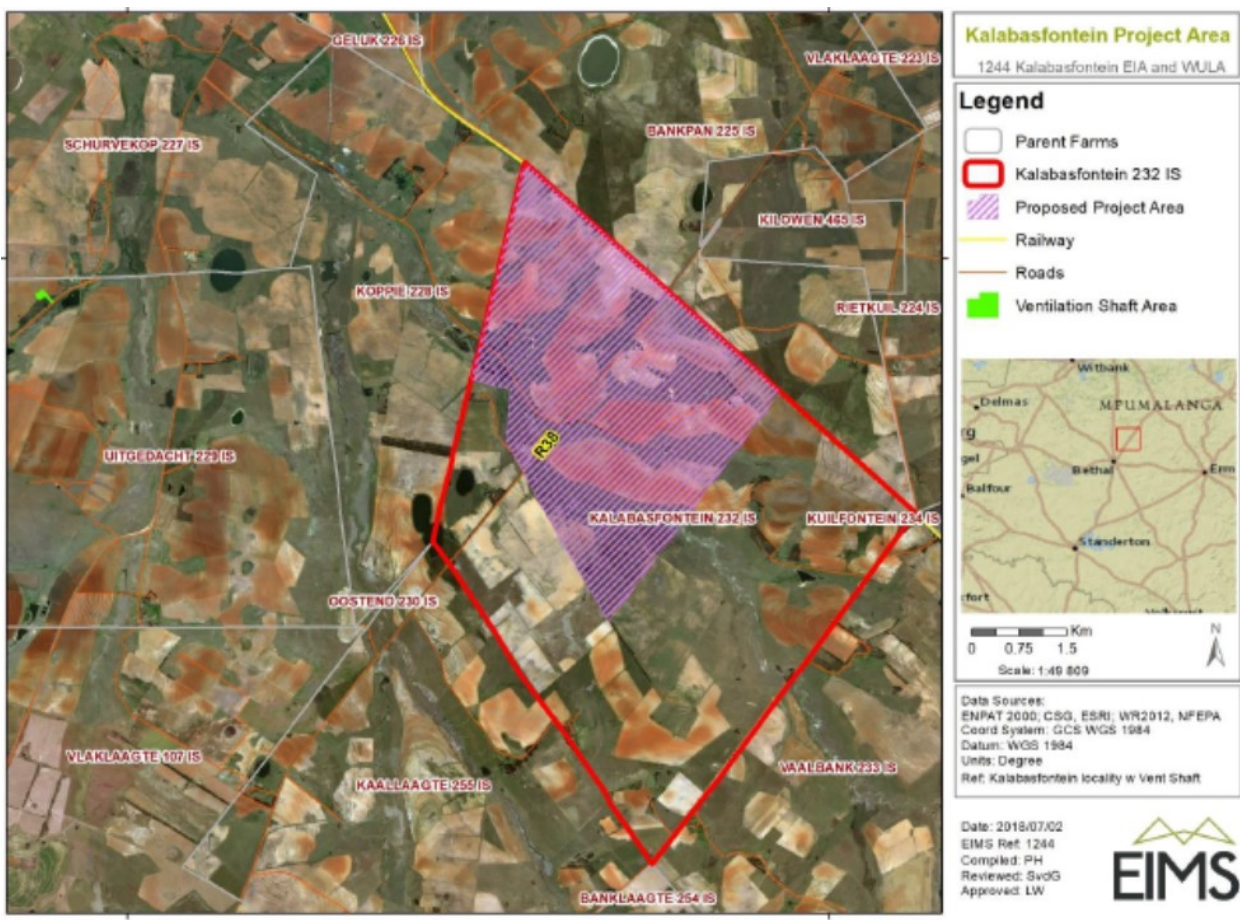 GELUK 226 IS
VLAKLAAGTE 223 IS
SCHURVEKOP 227 IS
BANKPAN 225 IS
KILOWEN 465 IS
KOPPIE 228 IS
RIETKUIL 224 IS
UITGEDACHT 229 IS
R38
KALABASFONTEIN 232 IS
KUILFONTEIN 234 IS
OOSTEND 230 IS
VLAKLAAGTE 107 IS
KAALLAAGTE 255 IS
VAALBANK 233 IS
BANKLAAGTE 254 IS
Kalabasfontein Project Area
1244 Kalabasfontein EIA and WULA
Legend
Parent Farms
Kalabasfontein 232 IS
Proposed Project Area
Railway
Roads
Ventilation Shaft Area
Witbank
Delmas
MPUMALANGA
rg
gel
Bethal
Erm
Balfour
Standerton
fort
Km
0 0.75 1.5
Scale: 1:49 809
N
Data Sources:
ENPAT 2000; CSG, ESRI; WR2012, NFEPA
Coord System: GCS WGS 1984
Datum: WGS 1984
Units: Degree
Ref: Kalabasfontein locality w Vent Shaft
Date: 2018/07/02
EIMS Ref: 1244
Compiled: PH
Reviewed: SvdG
Approved: LW
EIMS